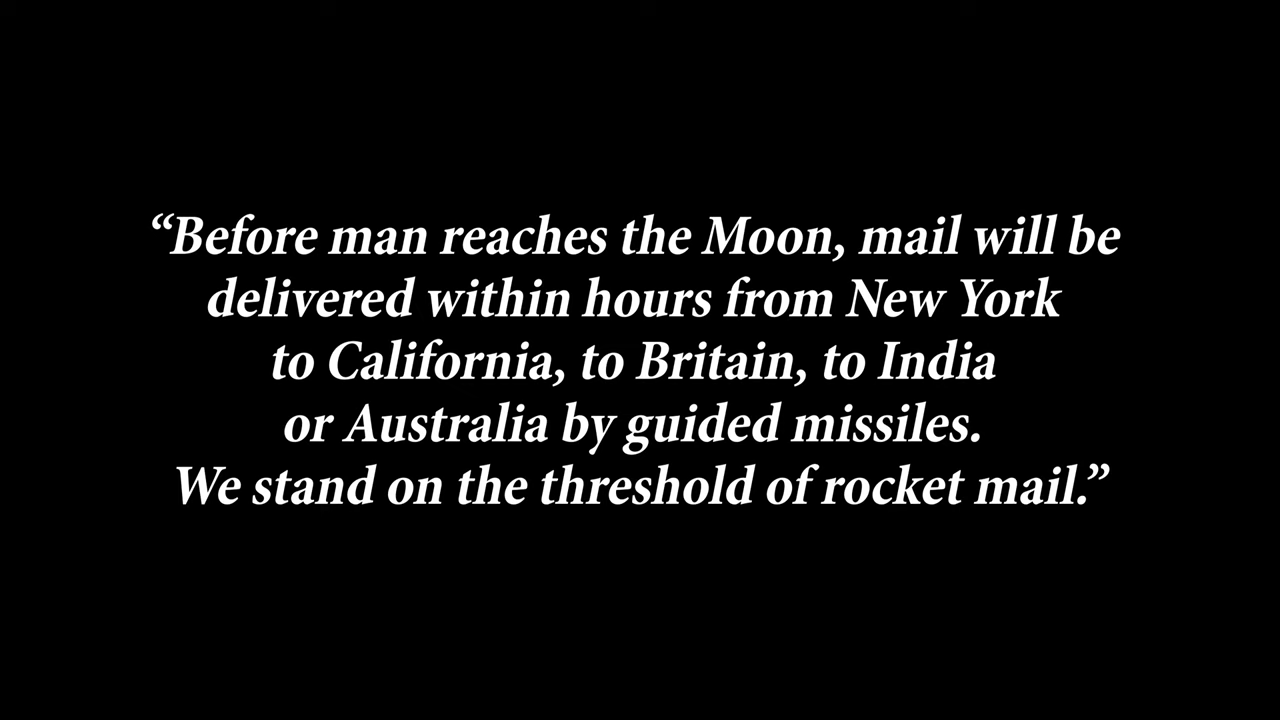 “Before man reaches the Moon, mail will be
delivered within hours from New York
to California, to Britain, to India
or Australia by guided missiles.
We stand on the threshold of rocket mail.”